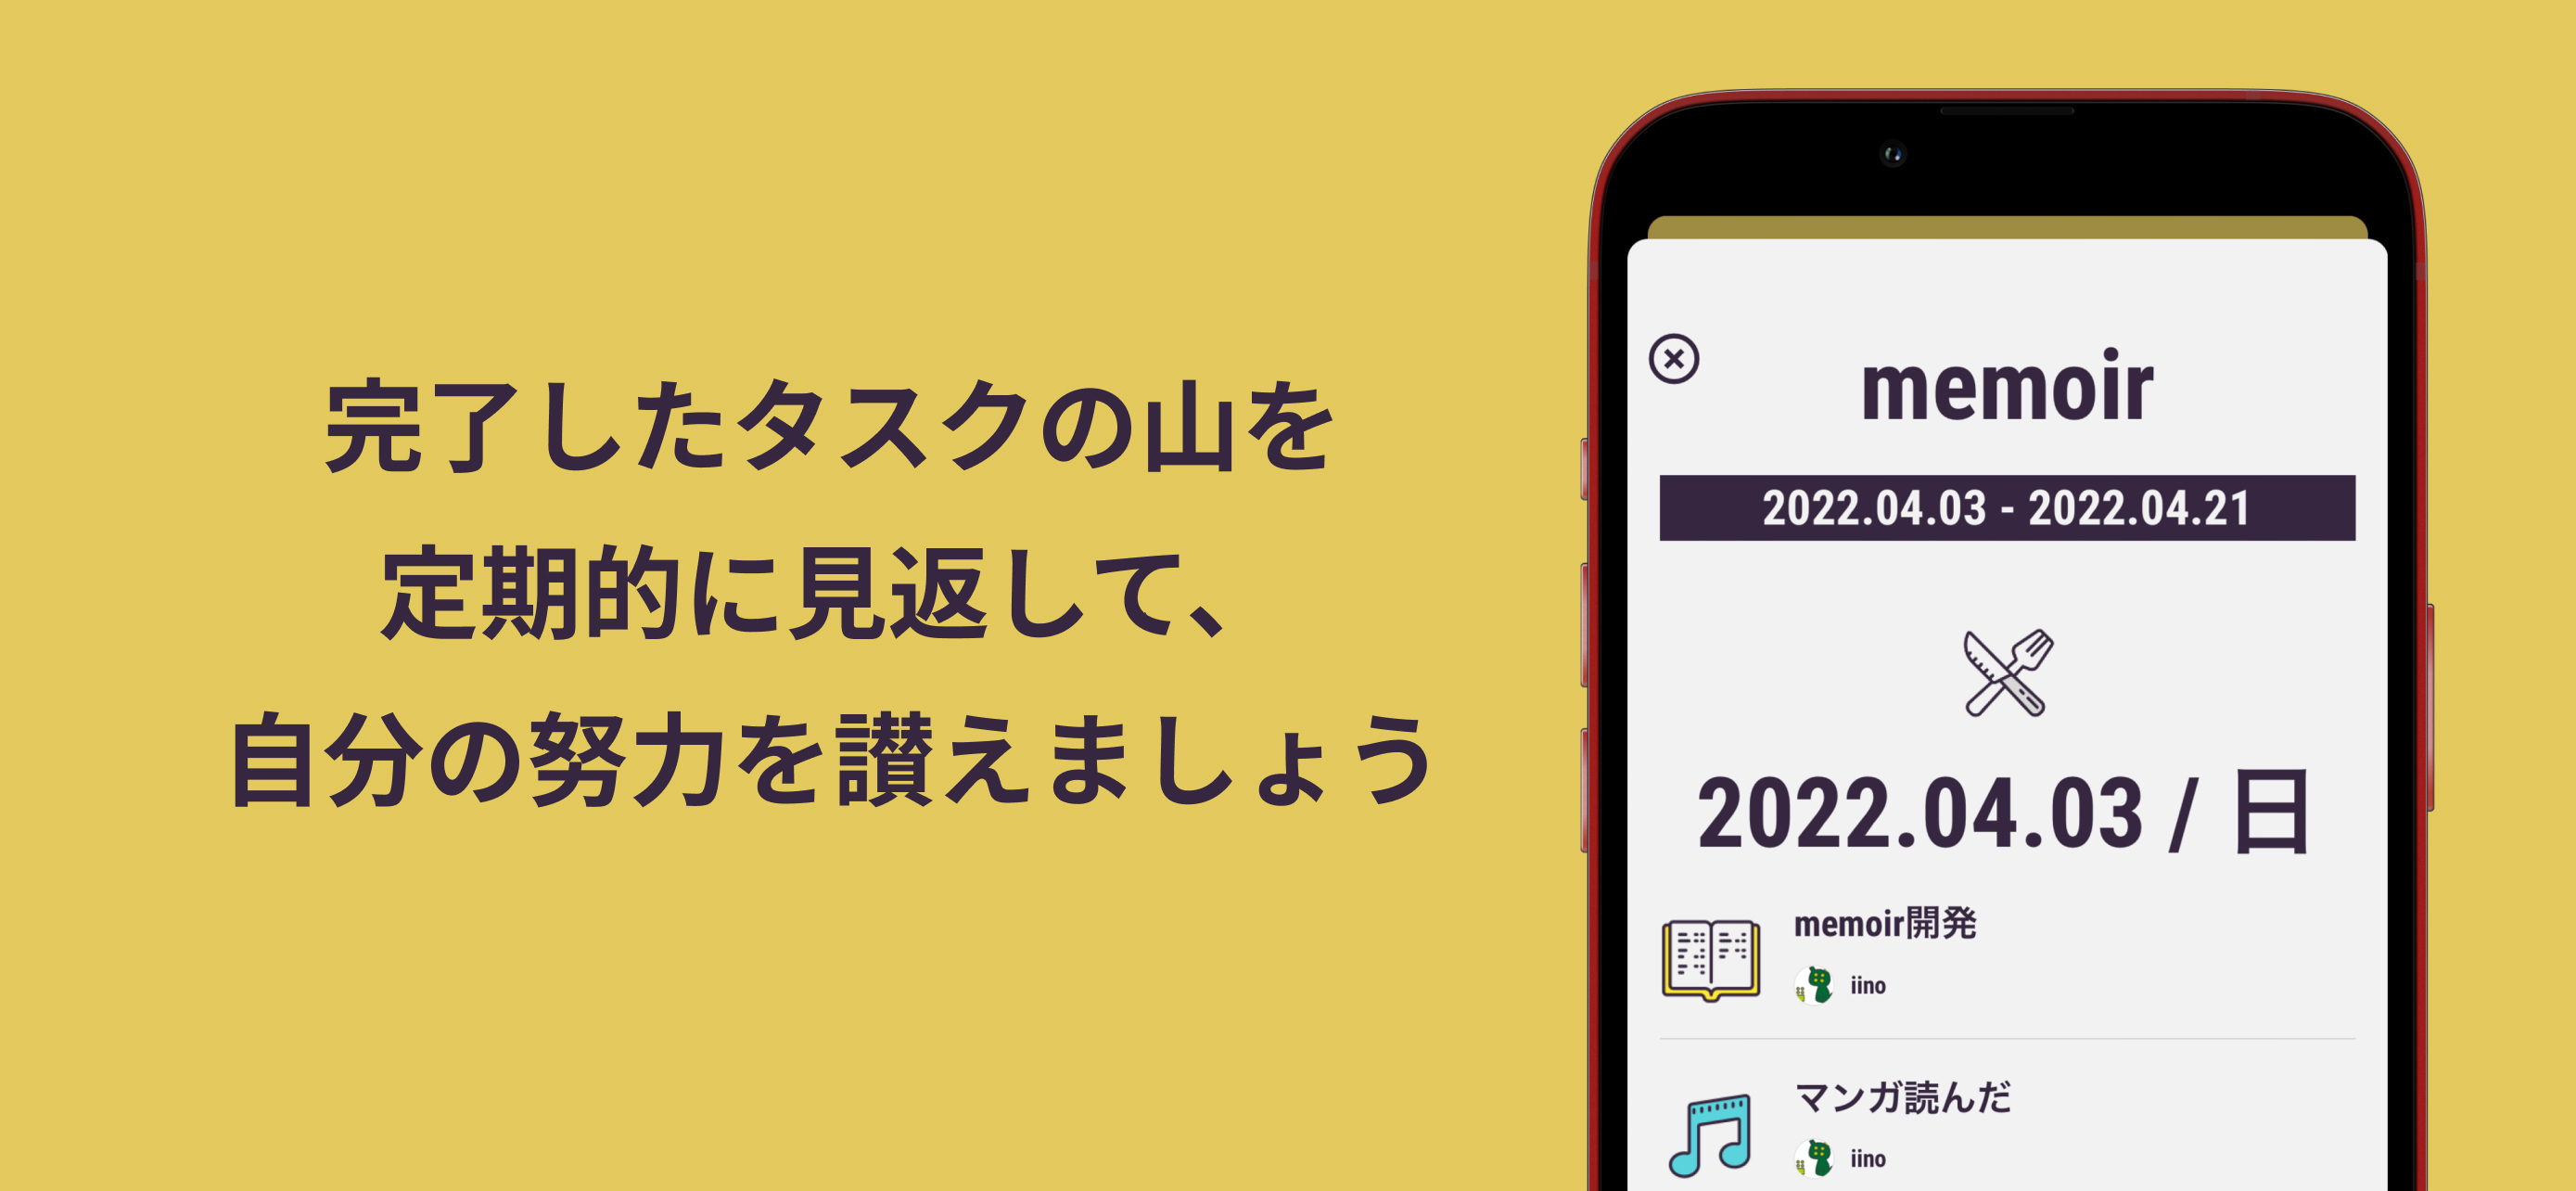 完了したタスクの山を
定期的に見返して、
自分の努力を讃えましょう
memoir
2022.04.03 - 2022.04.21
2022.04.03 / 日
memoir開発
iino
マンガ読んだ
iino